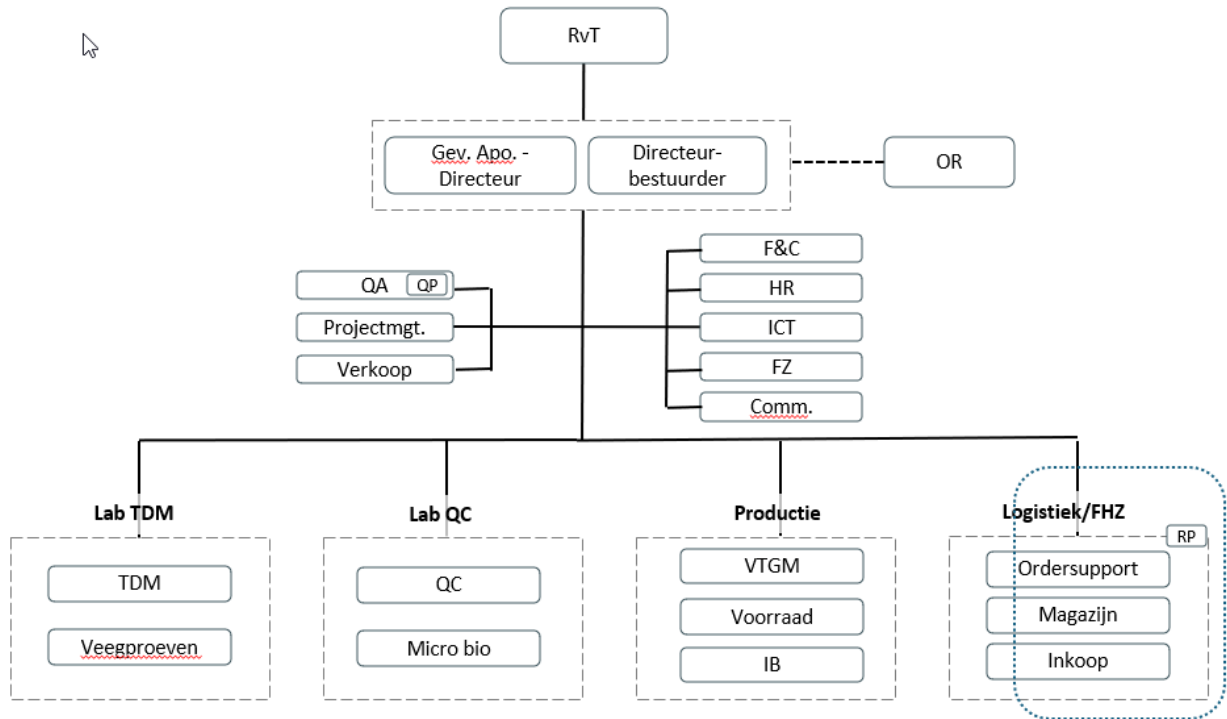 RvT
Gev. Apo. -
Directeur
Directeur-
bestuurder
OR
QA
QP
Projectmgt.
Verkoop
F&C
HR
ICT
FZ
Comm.
Lab TDM
TDM
Veegproeven
Lab QC
QC
Micro bio
Productie
VTGM
Voorraad
IB
Logistiek/FHZ
RP
Ordersupport
Magazijn
Inkoop